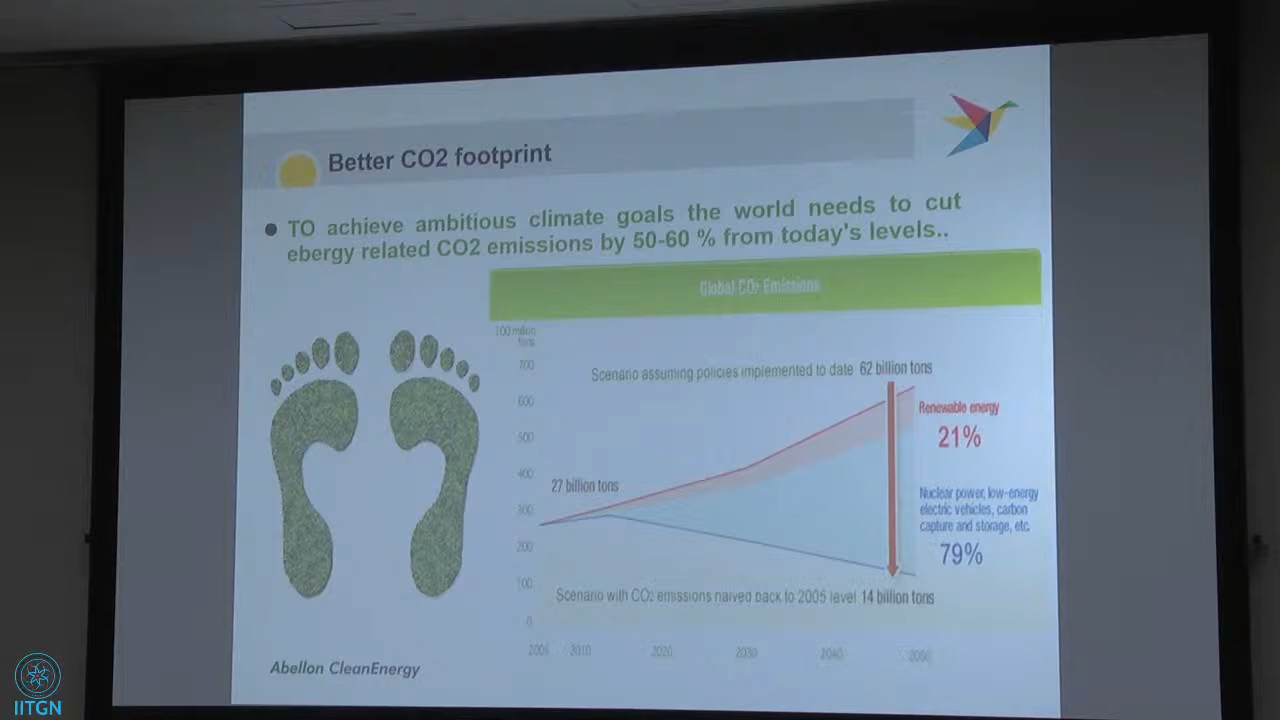 Better CO2 footprint
TO achieve ambitious climate goals the world needs to cut
ebergy related CO2 emissions by 50-60 % from today's levels..
Global CO2 Emissions
100 million
tons
700
600
500
400
300
200
100
0
Scenario assuming policies implemented to date 62 billion tons
27 billion tons
Renewable energy
21%
Nuclear power, low-energy
electric vehicles, carbon
capture and storage, etc.
79%
Scenario with CO2 emissions halved back to 2005 level 14 billion tons
2010 2020 2030 2040
Abellon CleanEnergy
IITGN